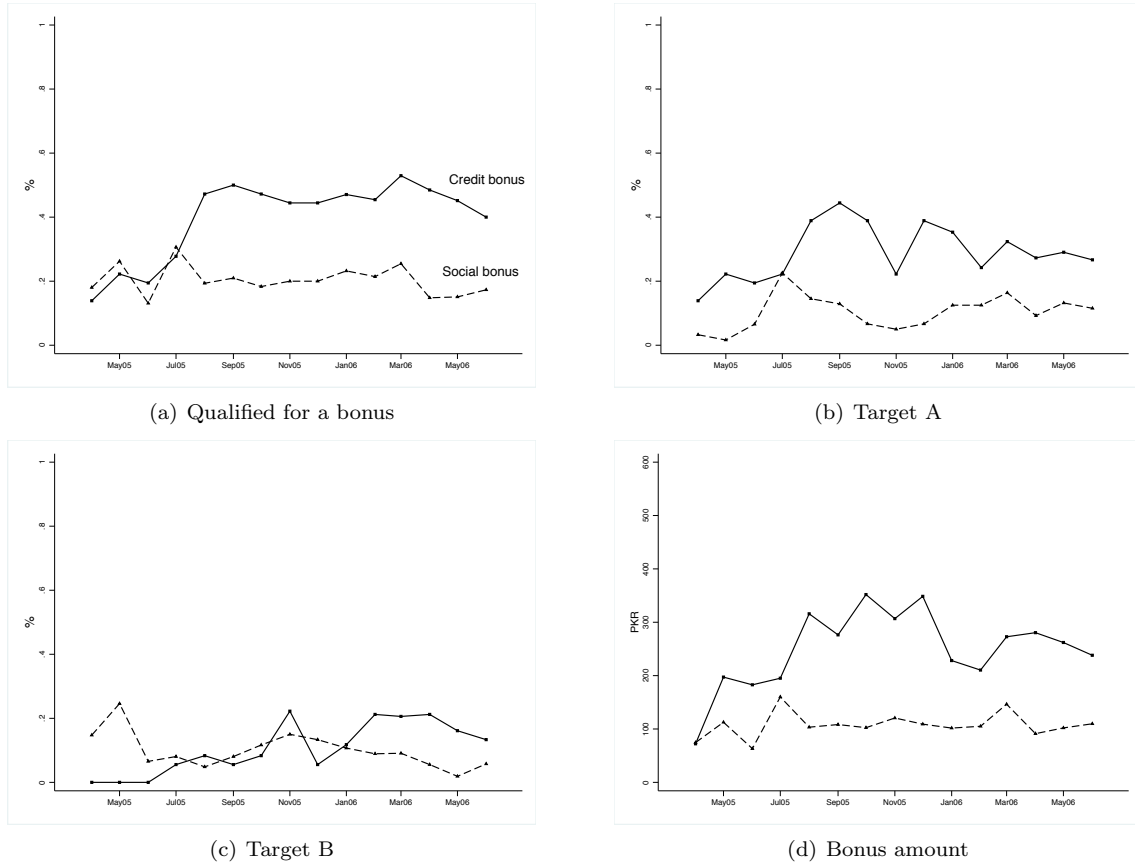 1
.8
.6
.4
.2
0
%
Credit bonus
Social bonus
May05 Jul05 Sep05 Nov05 Jan06 Mar06 May06
(a) Qualified for a bonus
1
.8
.6
.4
.2
0
%
May05 Jul05 Sep05 Nov05 Jan06 Mar06 May06
(b) Target A
1
.8
.6
.4
.2
0
%
May05 Jul05 Sep05 Nov05 Jan06 Mar06 May06
(c) Target B
600
500
400
300
200
100
0
PKR
May05 Jul05 Sep05 Nov05 Jan06 Mar06 May06
(d) Bonus amount